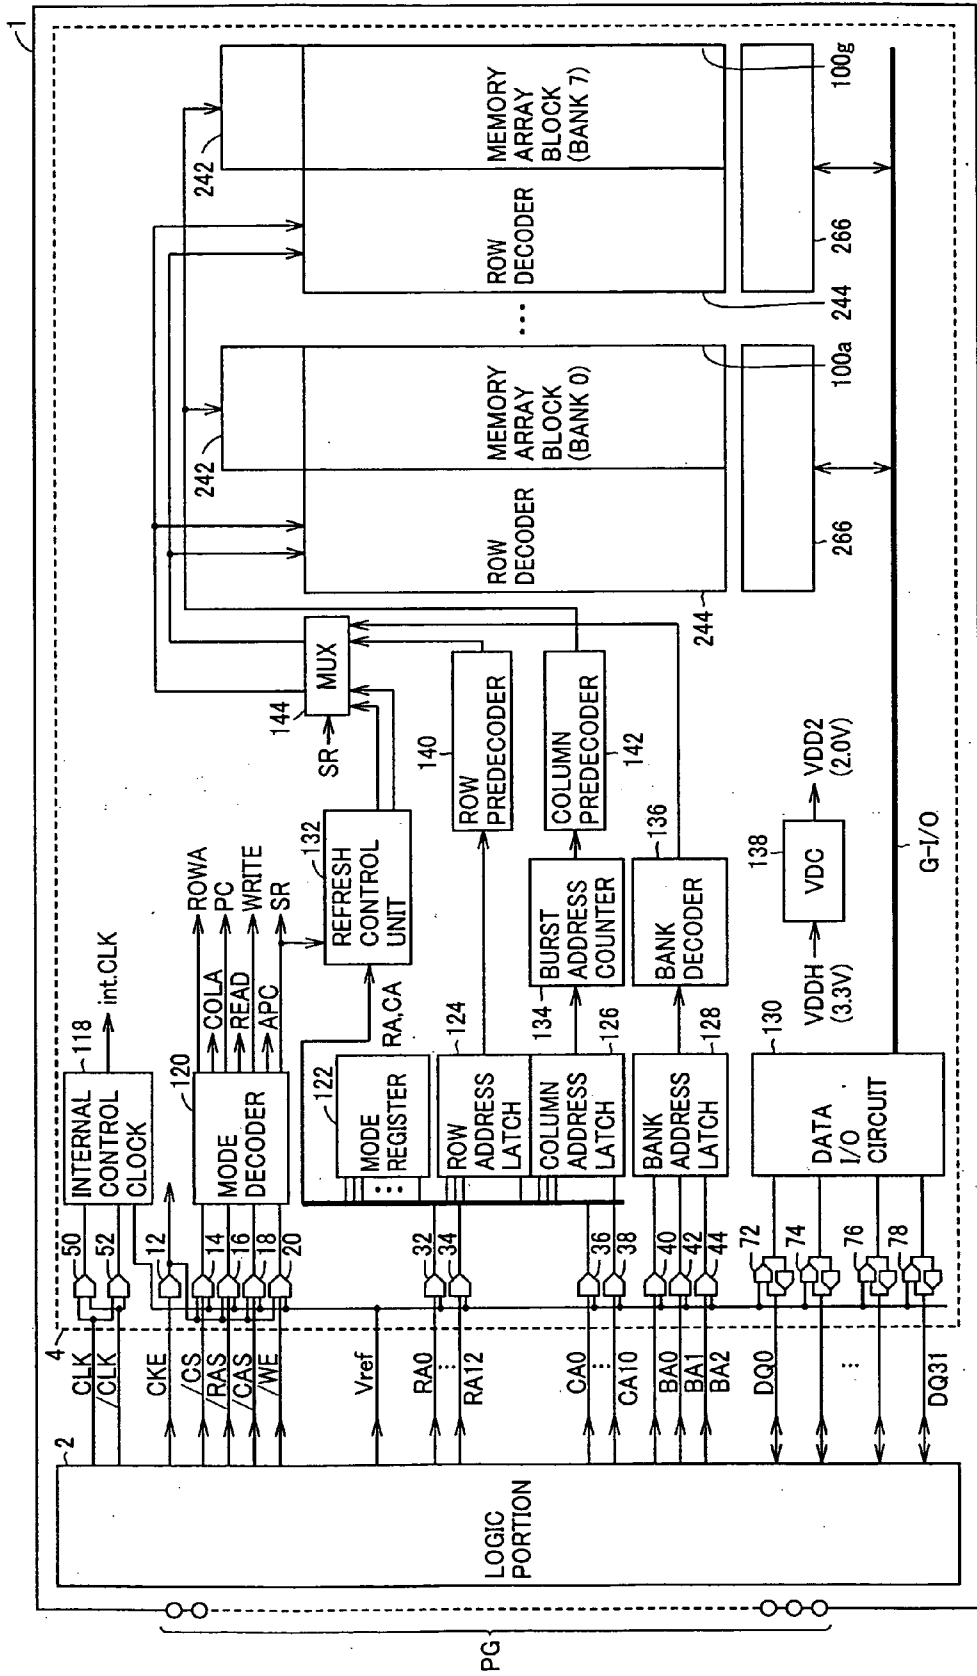 1
4
2
LOGIC
PORTION
PG
CLK
/CLK
CKE
/CS
/RAS
/CAS
/WE
Vref
RA0
RA12
CA0
CA10
BA0
BA1
BA2
DQ0
DQ31
50
52
12
14
16
18
20
32
34
36
38
40
42
44
72
74
76
78
INTERNAL
CONTROL
CLOCK
118
int.CLK
MODE
DECODER
120
ROWA
COLA
PC
READ
WRITE
APC
SR
MODE
REGISTER
122
RA,CA
REFRESH
CONTROL
UNIT
132
ROW
ADDRESS
LATCH
124
COLUMN
ADDRESS
LATCH
126
BURST
ADDRESS
COUNTER
134
BANK
ADDRESS
LATCH
128
BANK
DECODER
136
DATA
I/O
CIRCUIT
130
VDDH
(3.3V)
VDC
138
VDD2
(2.0V)
G-I/O
SR
MUX
144
ROW
PREDECODER
140
COLUMN
PREDECODER
142
ROW
DECODER
244
MEMORY
ARRAY
BLOCK
(BANK 0)
242
100a
266
ROW
DECODER
244
MEMORY
ARRAY
BLOCK
(BANK 7)
242
100g
266